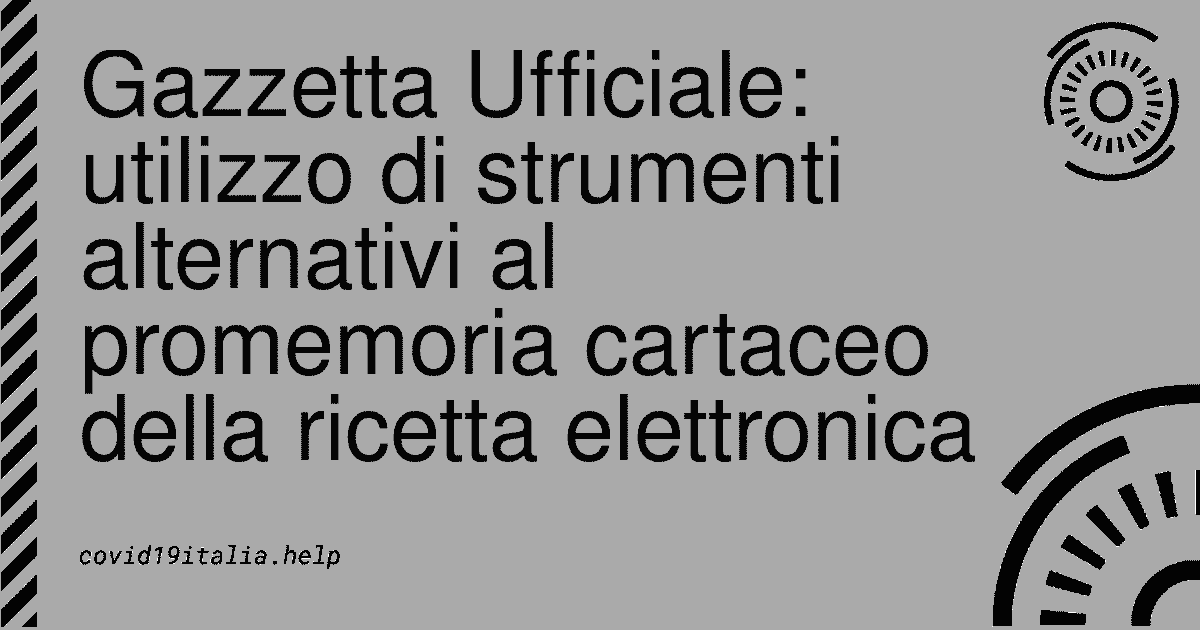 Gazzetta Ufficiale:
utilizzo di strumenti
alternativi al
promemoria cartaceo
della ricetta elettronica
covid19italia.help